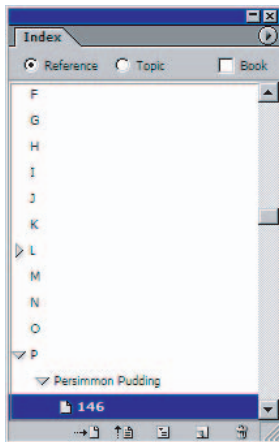 Index
Reference Topic Book
F
G
H
I
J
K
L
M
N
O
P
Persimmon Pudding
146